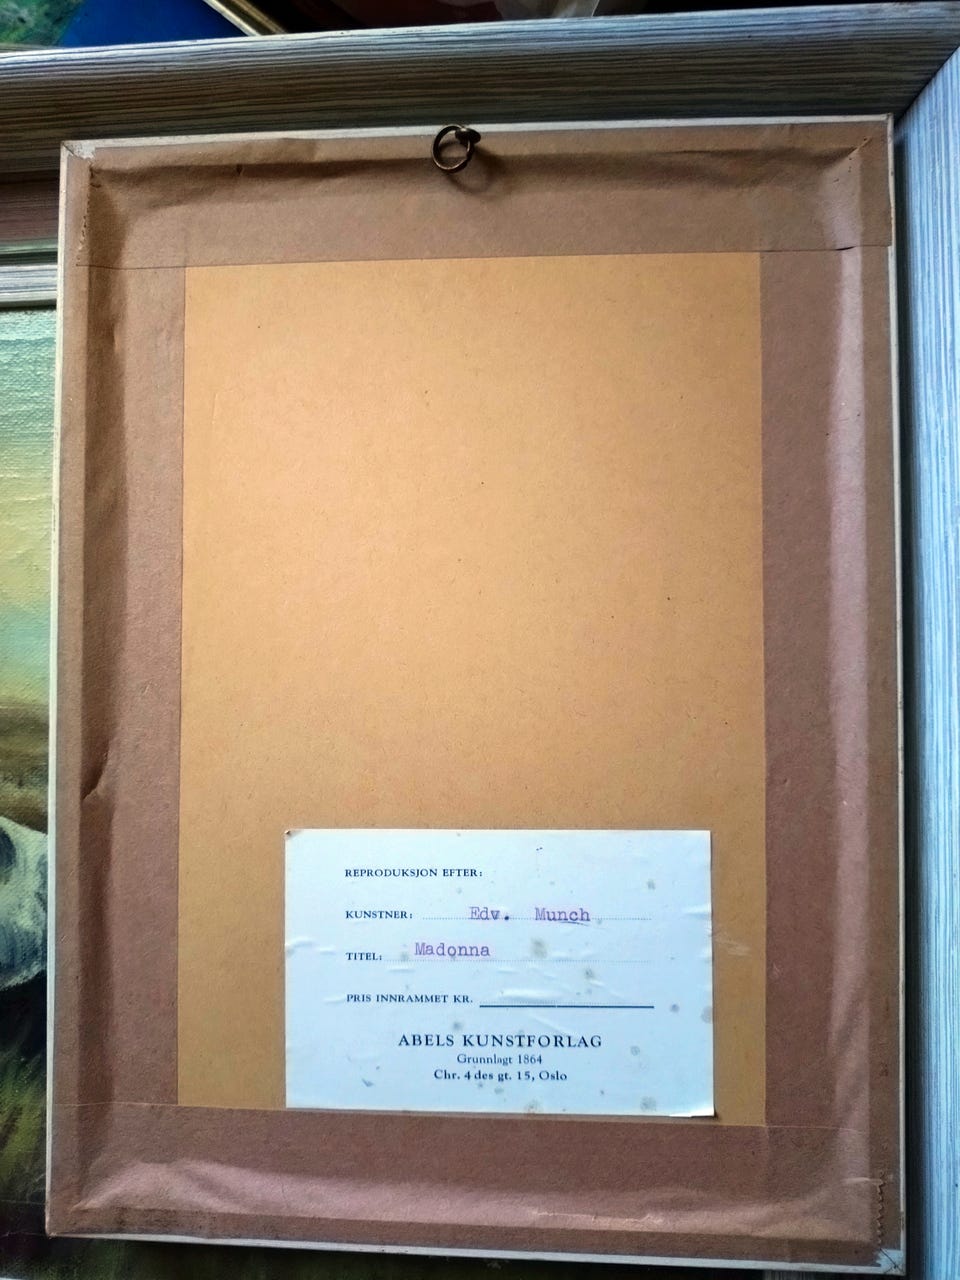 REPRODUKSJON EFTER:
KUNSTNER: Edv. Munch
TITEL: Madonna
PRIS INNRAMMET KR.
ABELS KUNSTFORLAG
Grunnlagt 1864
Chr. 4 des gt. 15, Oslo